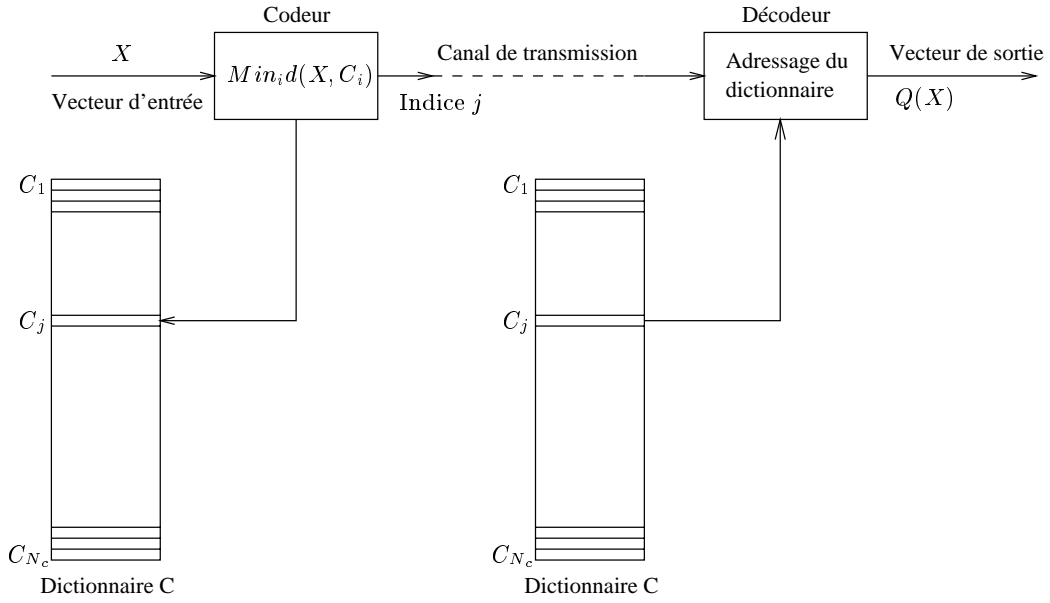 Codeur
Décodeur
X
Vecteur d'entrée
Min_i d(X, C_i)
Canal de transmission
Indice j
Adressage du
dictionnaire
Vecteur de sortie
Q(X)
C_1
C_1
C_j
C_j
C_{N_c}
C_{N_c}
Dictionnaire C
Dictionnaire C